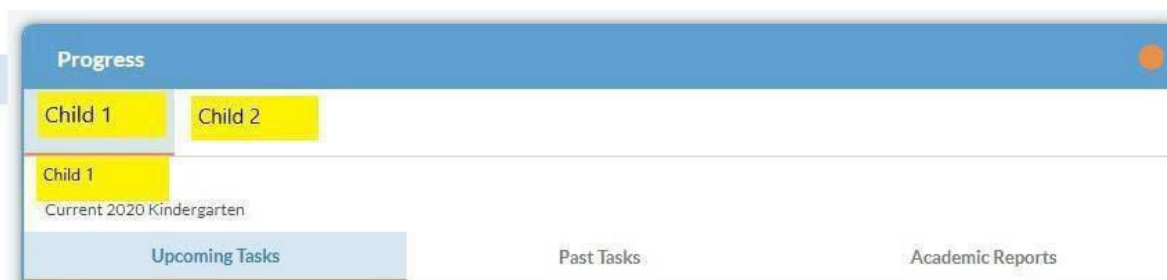 Progress
Child 1 Child 2
Child 1
Current 2020 Kindergarten
Upcoming Tasks Past Tasks Academic Reports